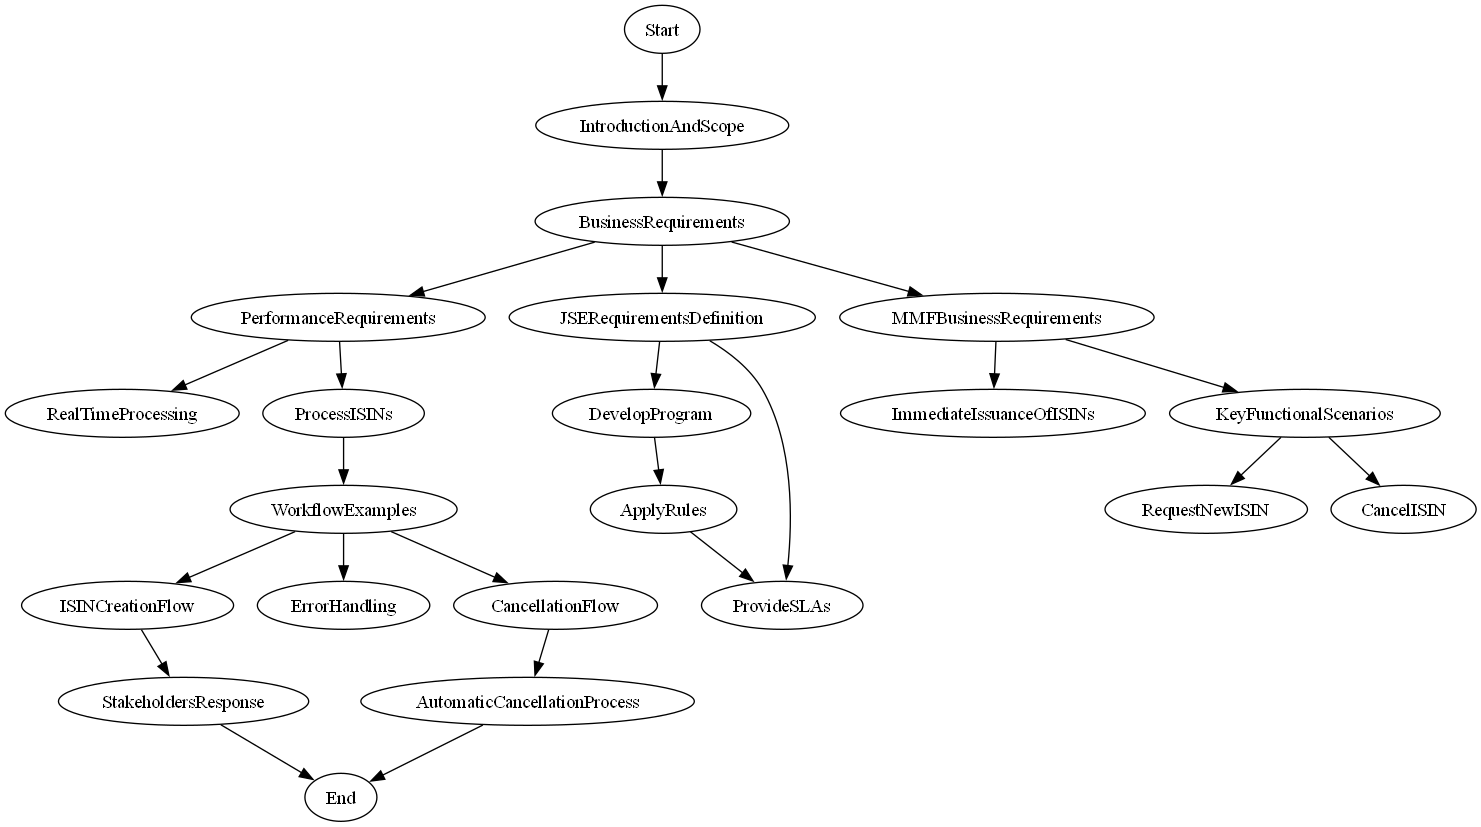 Start
IntroductionAndScope
BusinessRequirements
PerformanceRequirements
JSERequirementsDefinition
MMFBusinessRequirements
RealTimeProcessing
ProcessISINs
DevelopProgram
ImmediateIssuanceOfISINs
KeyFunctionalScenarios
WorkflowExamples
ApplyRules
RequestNewISIN
CancelISIN
ISINCreationFlow
ErrorHandling
CancellationFlow
ProvideSLAs
StakeholdersResponse
AutomaticCancellationProcess
End